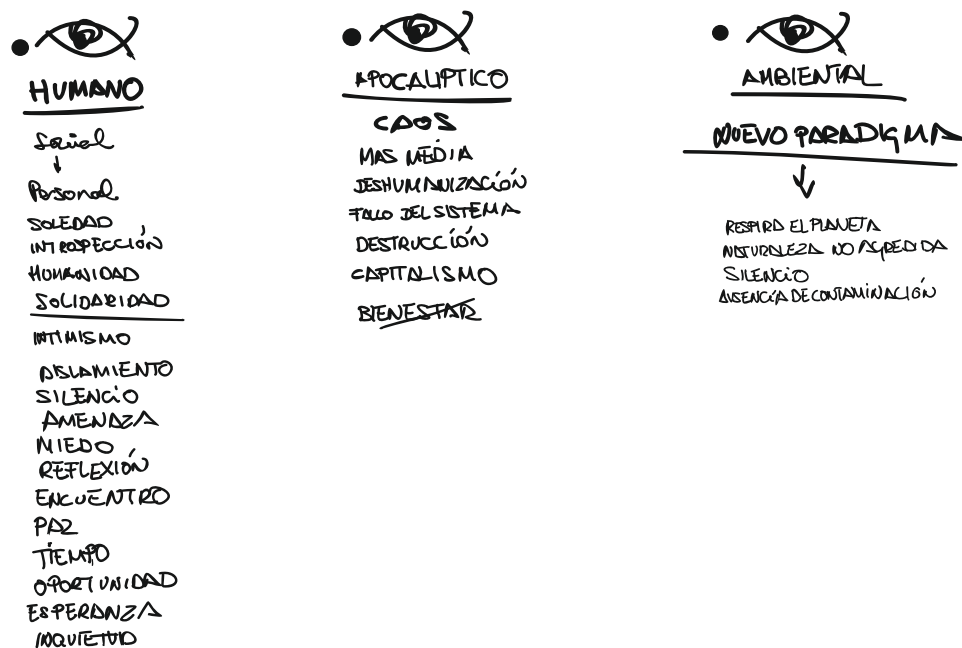 HUMANO
Social
Personal
SOLEDAD
INTROSPECCIÓN
HUMANIDAD
SOLIDARIDAD
INTIMISMO
AISLAMIENTO
SILENCIO
AMENAZA
MIEDO
REFLEXIÓN
ENCUENTRO
PAZ
TIEMPO
OPORTUNIDAD
ESPERANZA
INQUIETUD
APOCALIPTICO
CAOS
MAS MEDIA
DESHUMANIZACIÓN
FALLO DEL SISTEMA
DESTRUCCIÓN
CAPITALISMO
BIENESTAR
AMBIENTAL
NUEVO PARADIGMA
RESPIRA EL PLANETA
NATURALEZA NO AGREDIDA
SILENCIO
AUSENCIA DE CONTAMINACIÓN